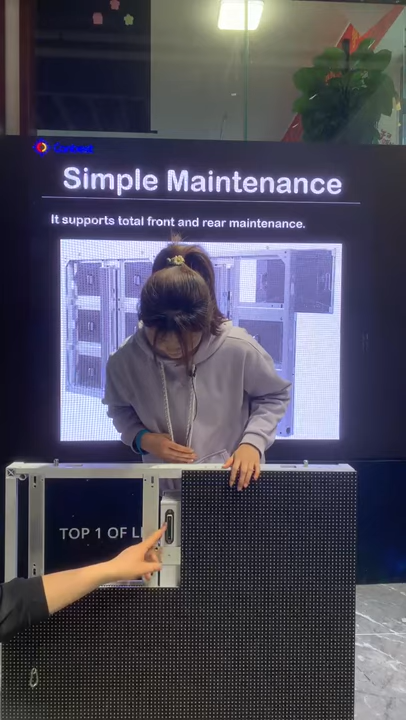 Simple Maintenance
It supports total front and rear maintenance.
TOP 1 OF L